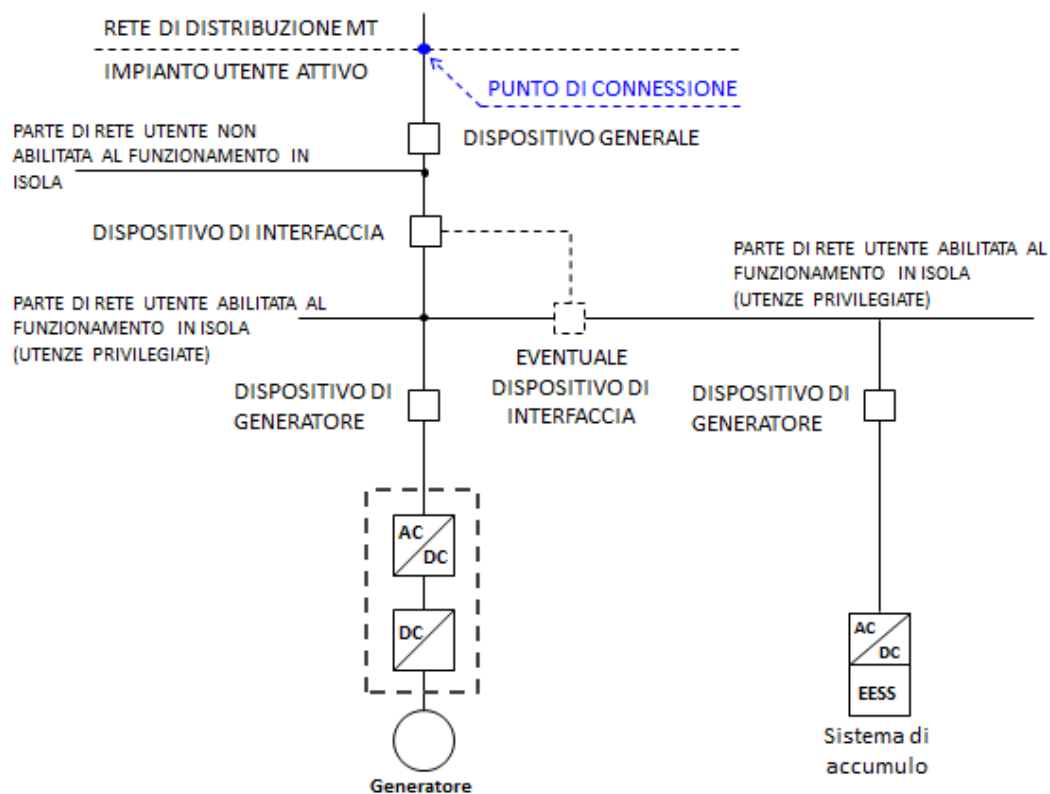 RETE DI DISTRIBUZIONE MT
IMPIANTO UTENTE ATTIVO
PUNTO DI CONNESSIONE
PARTE DI RETE UTENTE NON
ABILITATA AL FUNZIONAMENTO IN
ISOLA
DISPOSITIVO GENERALE
DISPOSITIVO DI INTERFACCIA
PARTE DI RETE UTENTE ABILITATA AL
FUNZIONAMENTO IN ISOLA
(UTENZE PRIVILEGIATE)
PARTE DI RETE UTENTE ABILITATA AL
FUNZIONAMENTO IN ISOLA
(UTENZE PRIVILEGIATE)
EVENTUALE
DISPOSITIVO DI
INTERFACCIA
DISPOSITIVO DI
GENERATORE
DISPOSITIVO DI
GENERATORE
AC
DC
DC
AC
DC
EESS
Generatore
Sistema di
accumulo